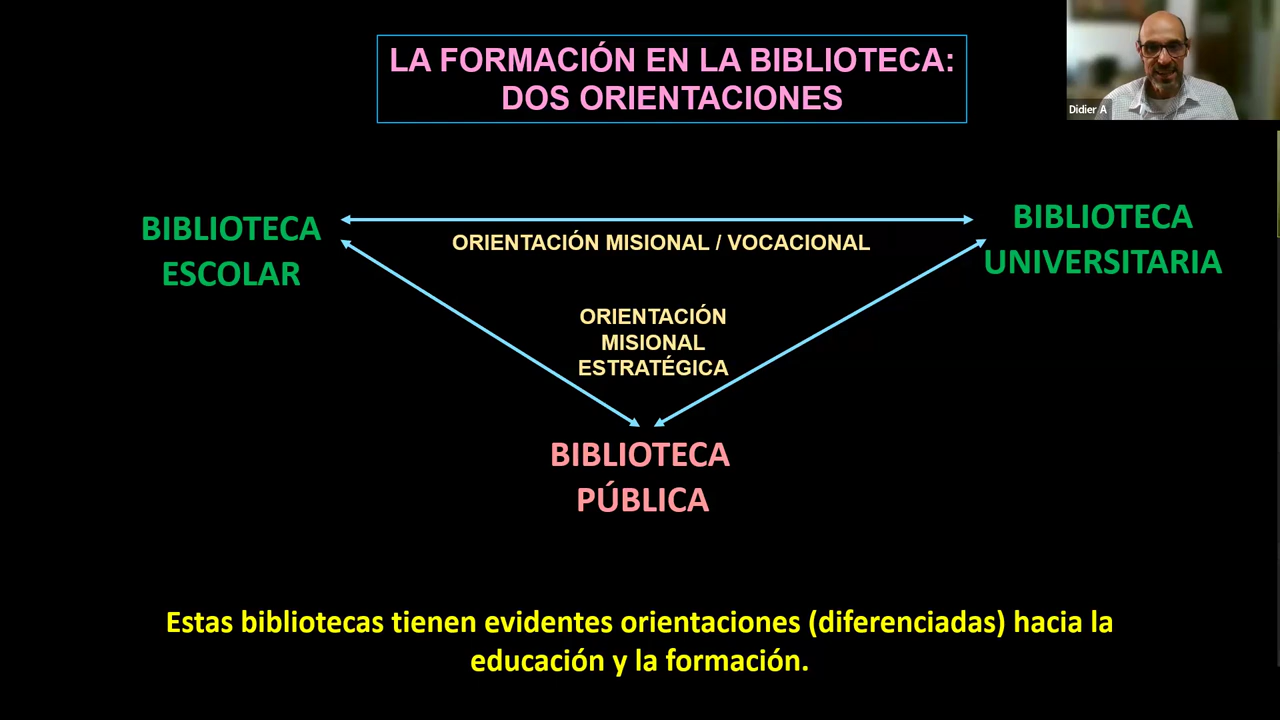 LA FORMACIÓN EN LA BIBLIOTECA:
DOS ORIENTACIONES
Didier A
BIBLIOTECA
ESCOLAR
ORIENTACIÓN MISIONAL / VOCACIONAL
BIBLIOTECA
UNIVERSITARIA
ORIENTACIÓN
MISIONAL
ESTRATÉGICA
BIBLIOTECA
PÚBLICA
Estas bibliotecas tienen evidentes orientaciones (diferenciadas) hacia la
educación y la formación.